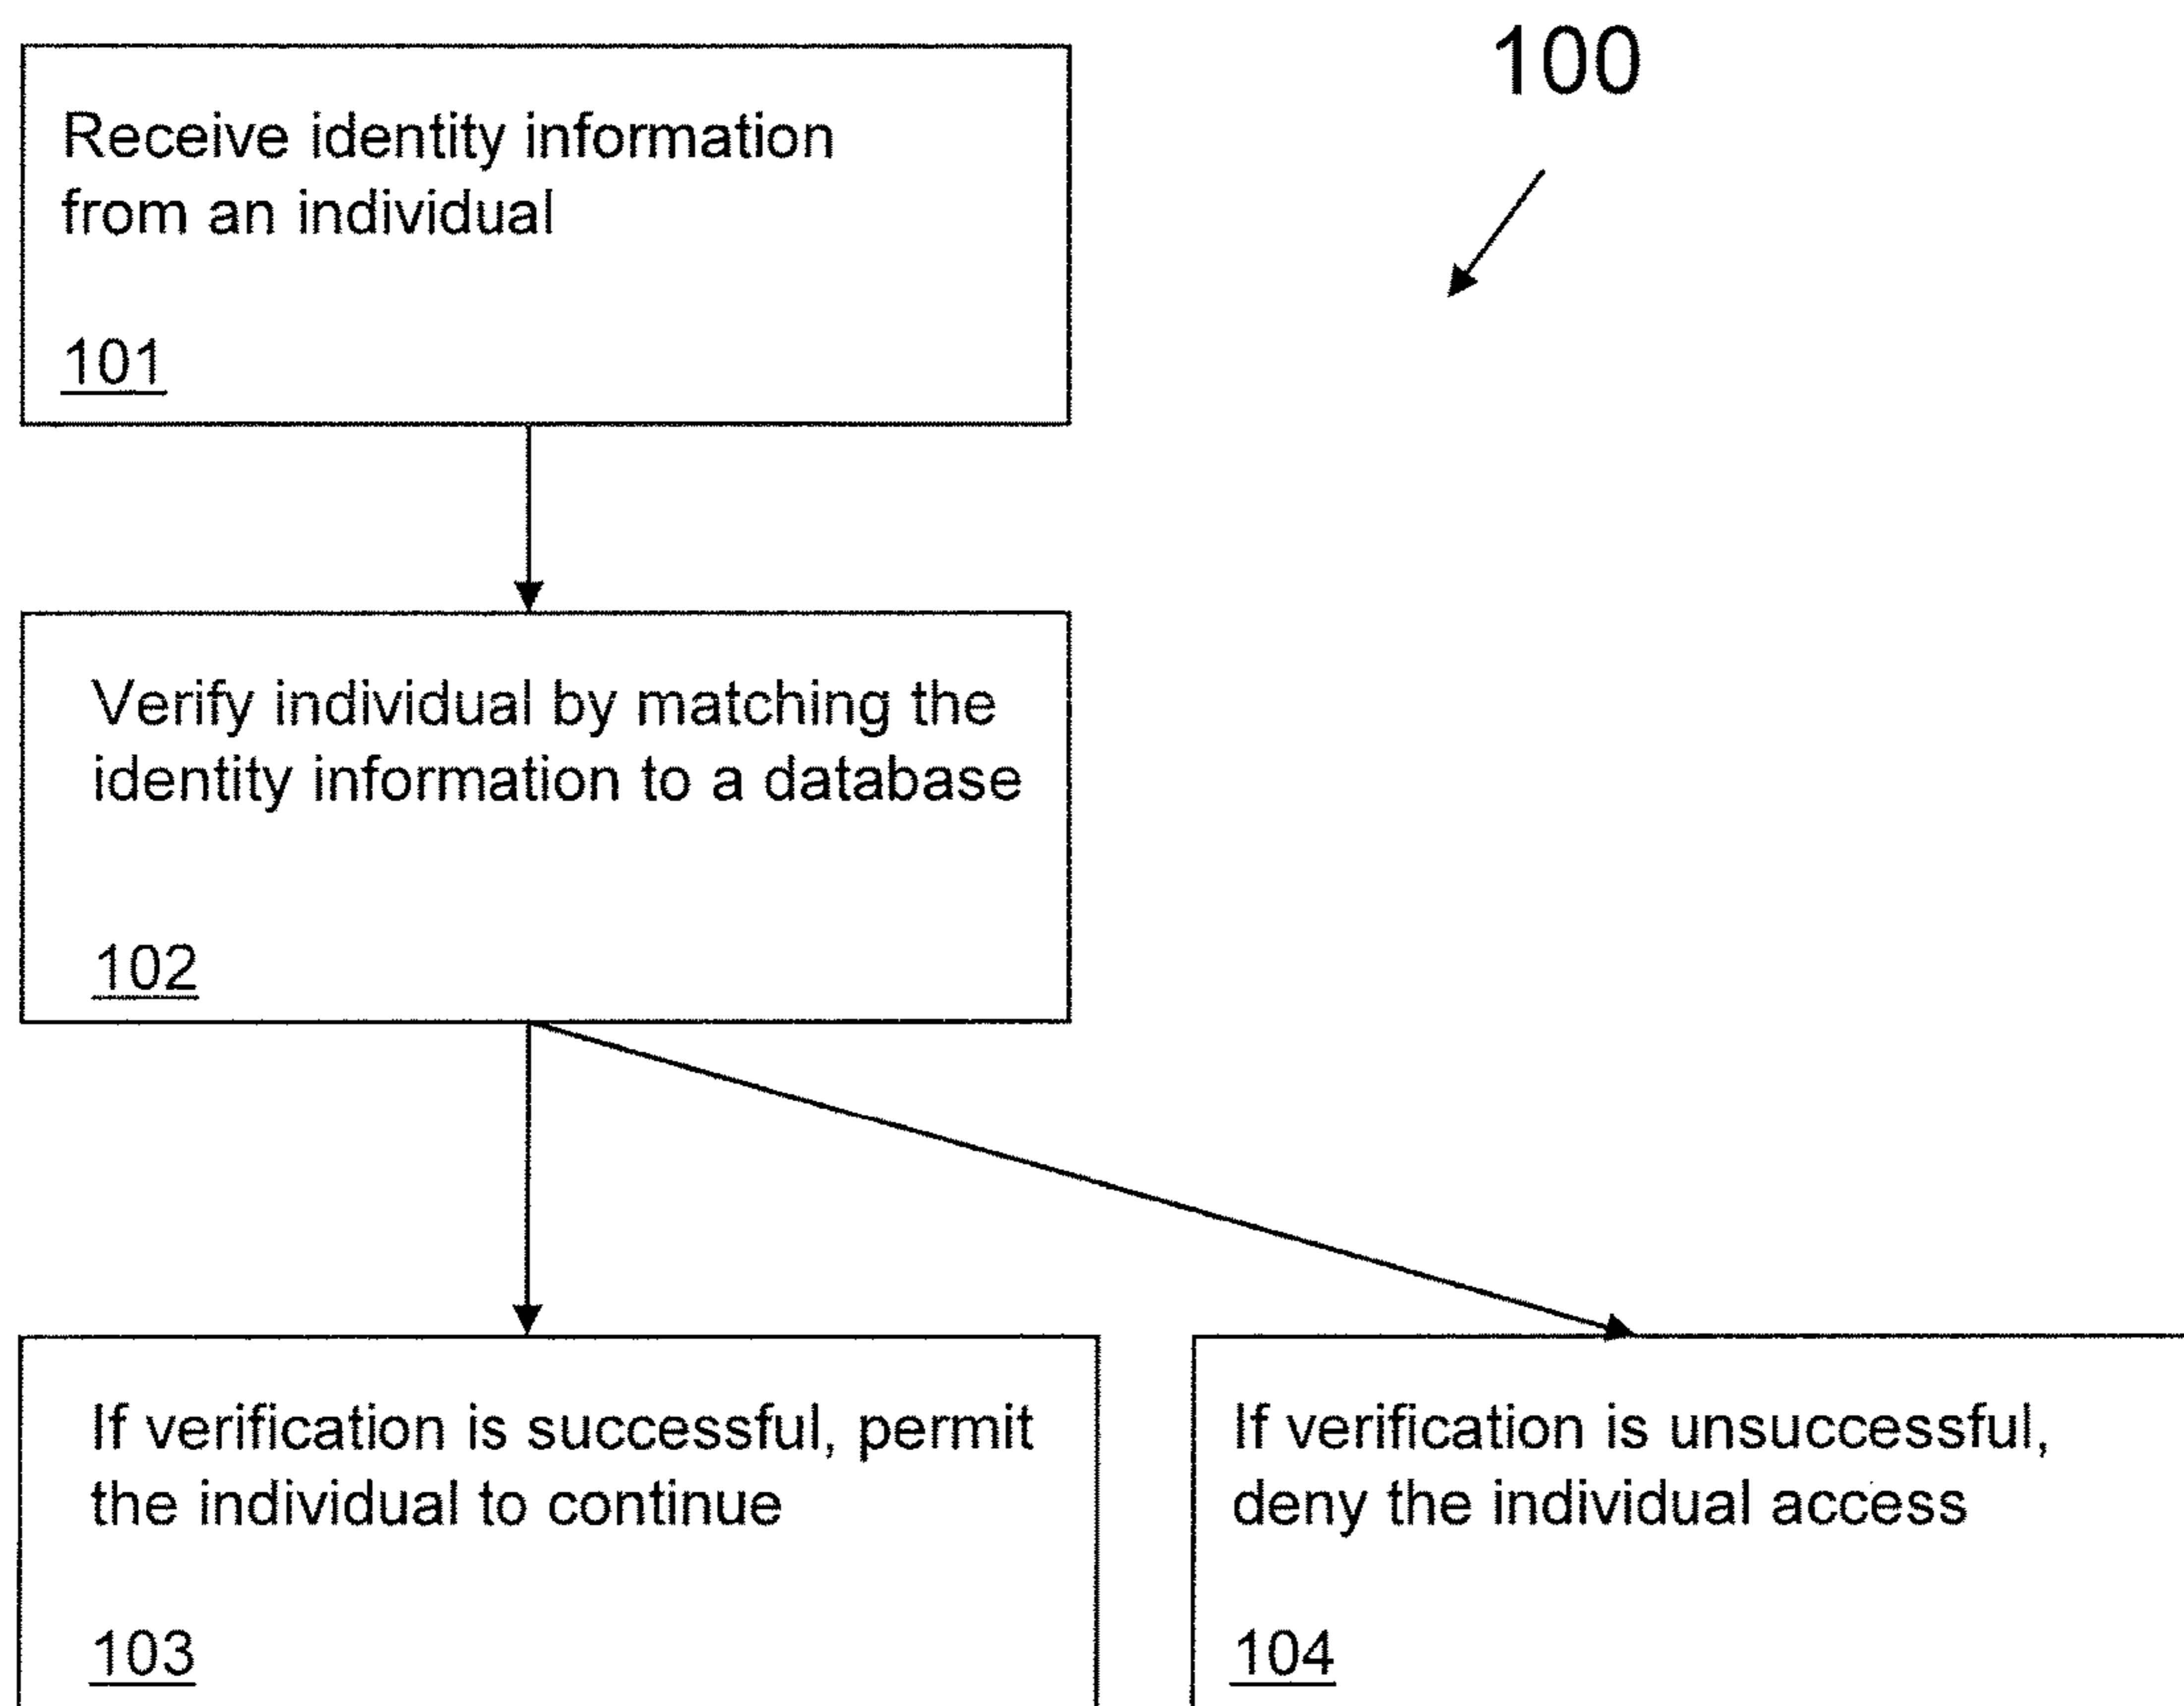 100
Receive identity information
from an individual
101
Verify individual by matching the
identity information to a database
102
If verification is successful, permit
the individual to continue
103
If verification is unsuccessful,
deny the individual access
104